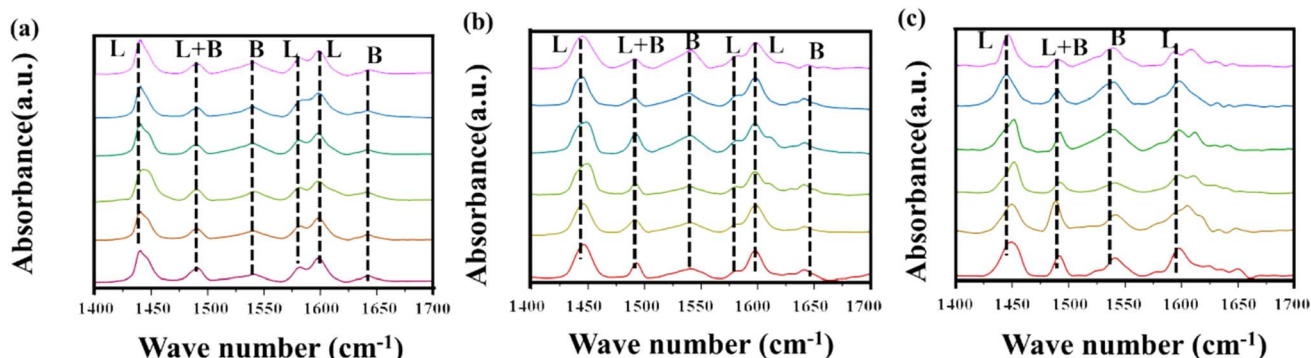 (a)
L L+B B L L B
Absorbance(a.u.)
1400 1450 1500 1550 1600 1650 1700
Wave number (cm-1)
(b)
L L+B B L L B
Absorbance(a.u.)
1400 1450 1500 1550 1600 1650 1700
Wave number (cm-1)
(c)
L L+B B L
Absorbance(a.u.)
1400 1450 1500 1550 1600 1650 1700
Wave number (cm-1)